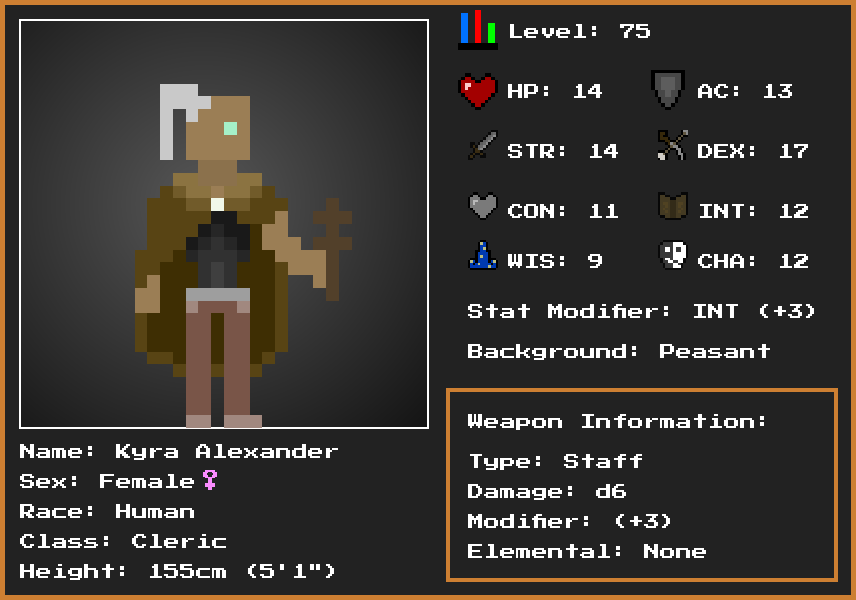 Level: 75
HP: 14
AC: 13
STR: 14
DEX: 17
CON: 11
INT: 12
WIS: 9
CHA: 12
Stat Modifier: INT (+3)
Background: Peasant
Weapon Information:
Type: Staff
Damage: d6
Modifier: (+3)
Elemental: None
Name: Kyra Alexander
Sex: Female♀
Race: Human
Class: Cleric
Height: 155cm (5'1")